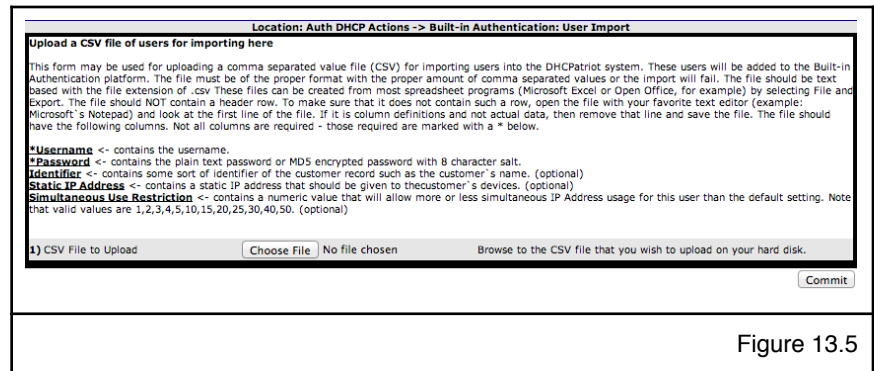 Location: Auth DHCP Actions -> Built-in Authentication: User Import
Upload a CSV file of users for importing here
This form may be used for uploading a comma separated value file (CSV) for importing users into the DHCPatriot system. These users will be added to the Built-in
Authentication platform. The file must be of the proper format with the proper amount of comma separated values or the import will fail. The file should be text
based with the file extension of .csv These files can be created from most spreadsheet programs (Microsoft Excel or Open Office, for example) by selecting File and
Export. The file should NOT contain a header row. To make sure that it does not contain such a row, open the file with your favorite text editor (example:
Microsoft`s Notepad) and look at the first line of the file. If it is column definitions and not actual data, then remove that line and save the file. The file should
have the following columns. Not all columns are required - those required are marked with a * below.
*Username <- contains the username.
*Password <- contains the plain text password or MD5 encrypted password with 8 character salt.
Identifier <- contains some sort of identifier of the customer record such as the customer`s name. (optional)
Static IP Address <- contains a static IP address that should be given to thecustomer`s devices. (optional)
Simultaneous Use Restriction <- contains a numeric value that will allow more or less simultaneous IP Address usage for this user than the default setting. Note
that valid values are 1,2,3,4,5,10,15,20,25,30,40,50. (optional)
1) CSV File to Upload Choose File No file chosen Browse to the CSV file that you wish to upload on your hard disk.
Commit
Figure 13.5